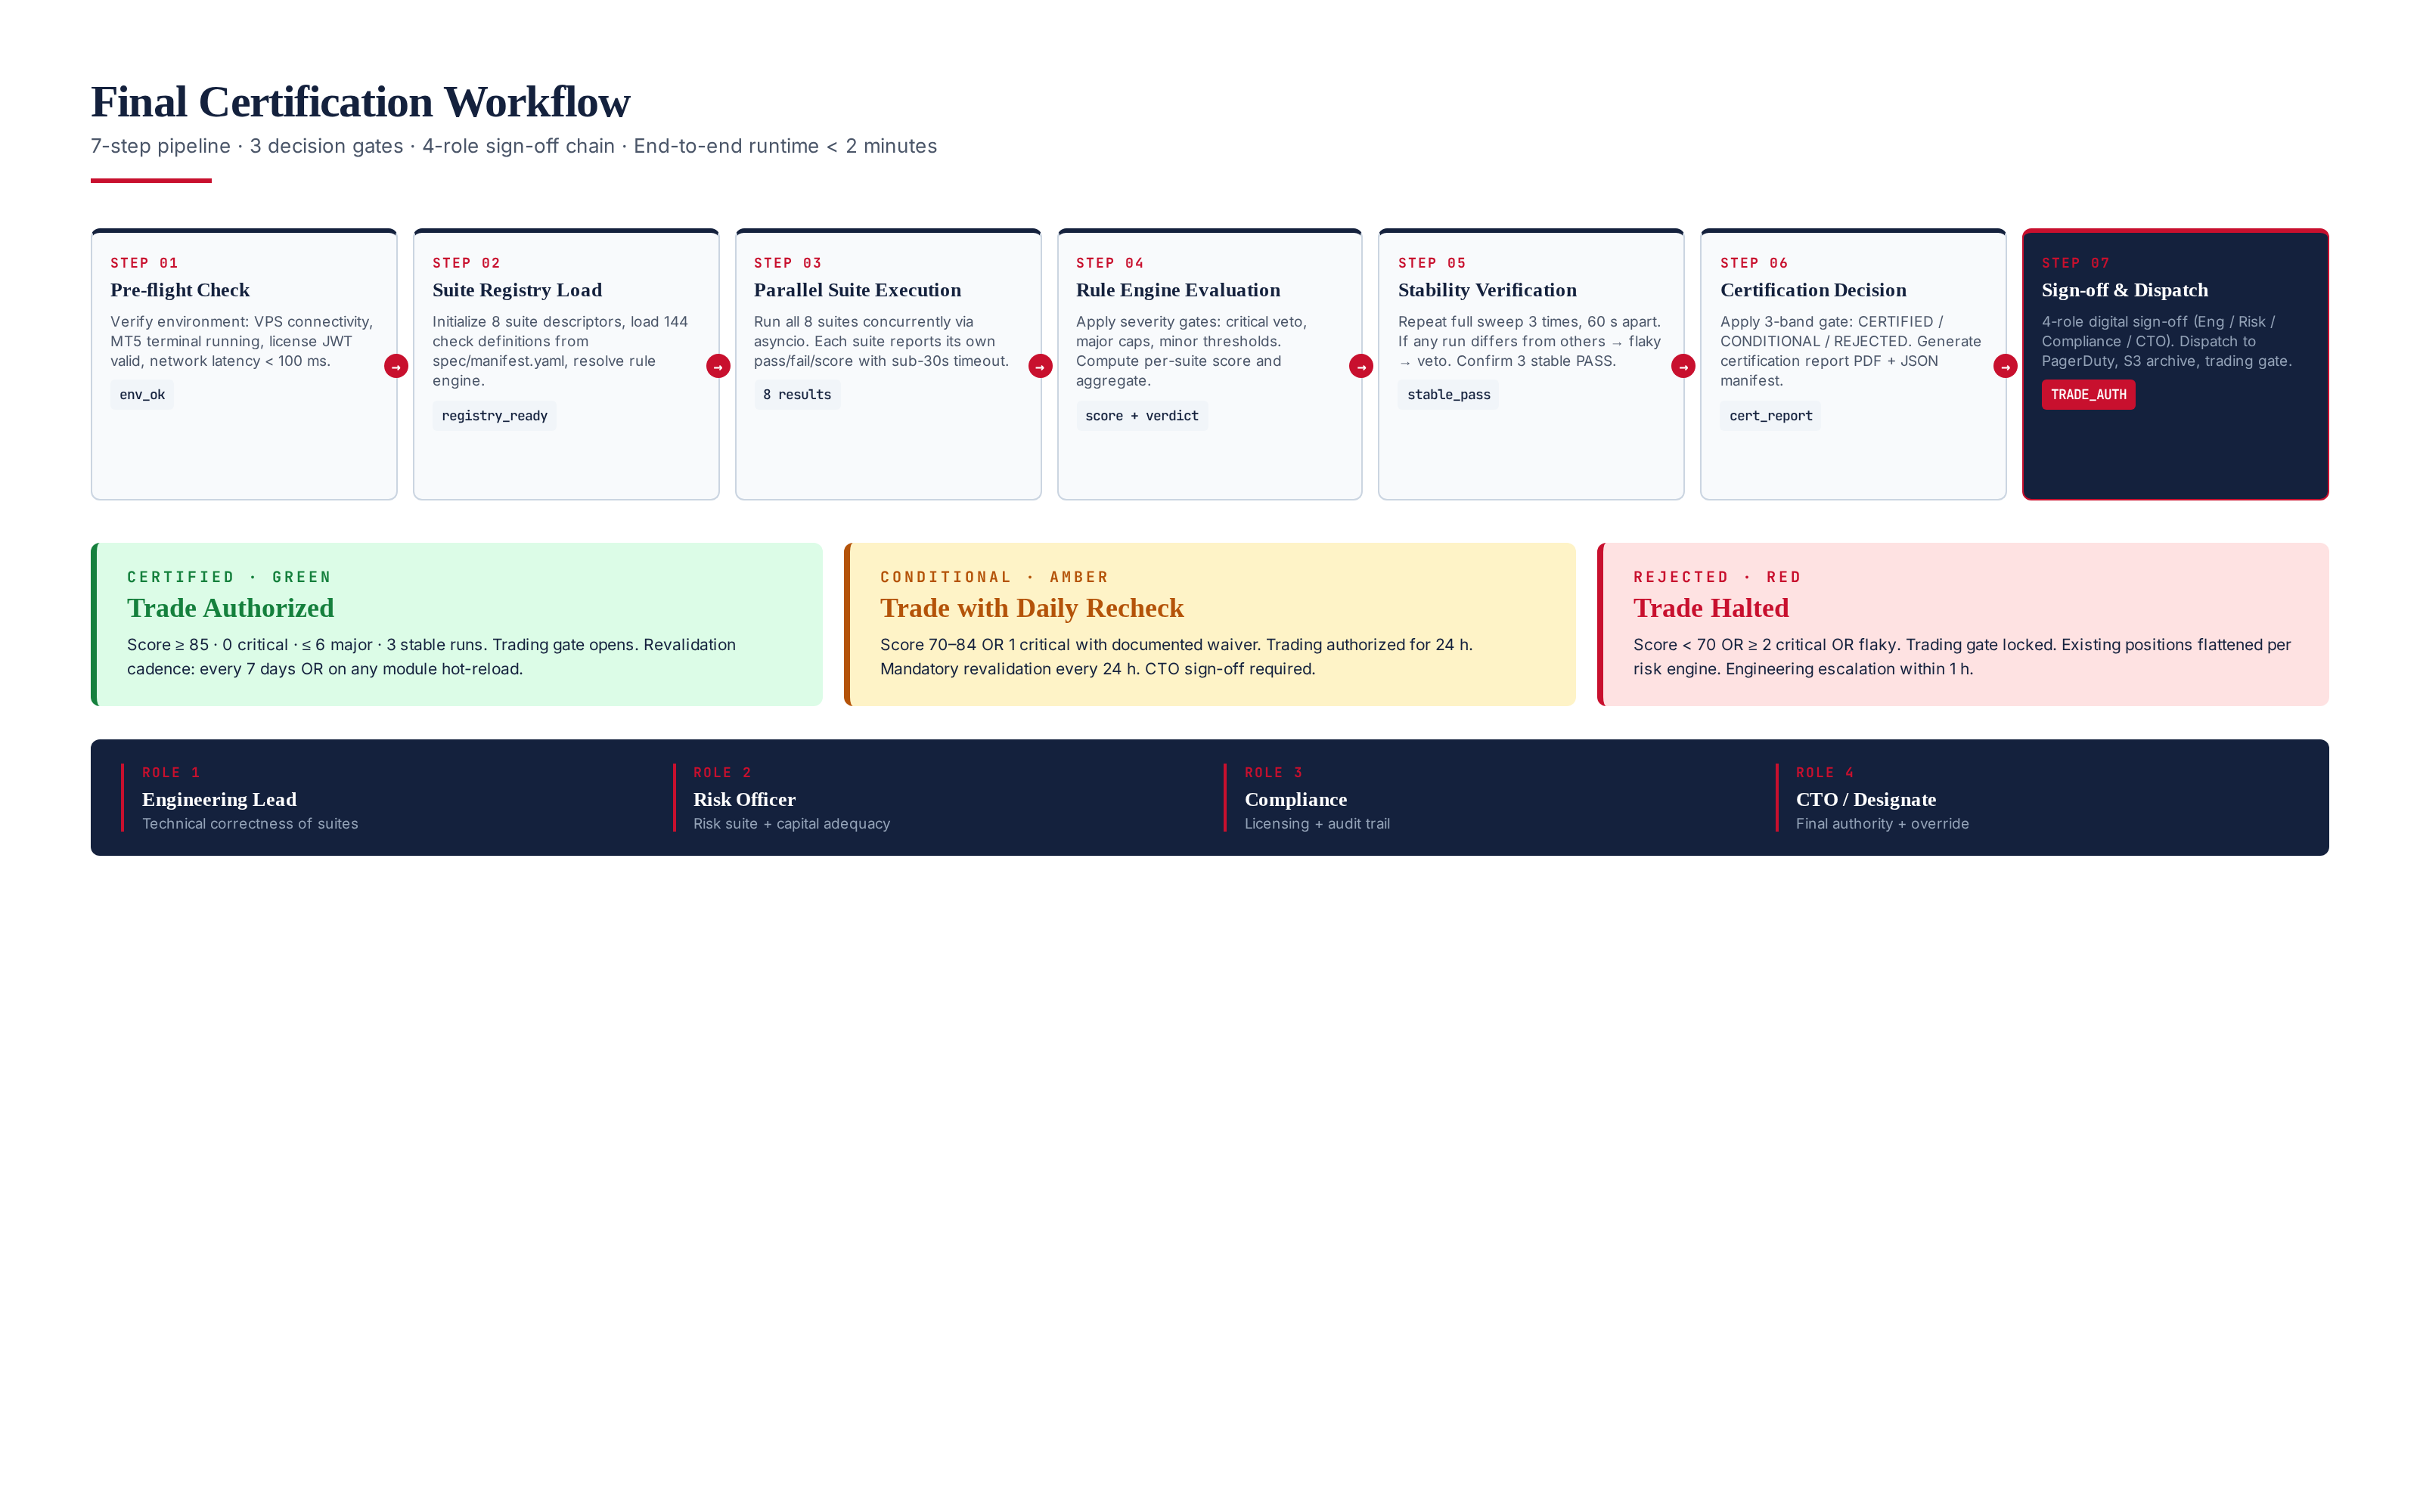 Final Certification Workflow
7-step pipeline · 3 decision gates · 4-role sign-off chain · End-to-end runtime < 2 minutes
STEP 01
Pre-flight Check
Verify environment: VPS connectivity,
MT5 terminal running, license JWT
valid, network latency < 100 ms.
env_ok
→
STEP 02
Suite Registry Load
Initialize 8 suite descriptors, load 144
check definitions from
spec/manifest.yaml, resolve rule
engine.
registry_ready
→
STEP 03
Parallel Suite Execution
Run all 8 suites concurrently via
asyncio. Each suite reports its own
pass/fail/score with sub-30s timeout.
8 results
→
STEP 04
Rule Engine Evaluation
Apply severity gates: critical veto,
major caps, minor thresholds.
Compute per-suite score and
aggregate.
score + verdict
→
STEP 05
Stability Verification
Repeat full sweep 3 times, 60 s apart.
If any run differs from others → flaky
→ veto. Confirm 3 stable PASS.
stable_pass
→
STEP 06
Certification Decision
Apply 3-band gate: CERTIFIED /
CONDITIONAL / REJECTED. Generate
certification report PDF + JSON
manifest.
cert_report
→
STEP 07
Sign-off & Dispatch
4-role digital sign-off (Eng / Risk /
Compliance / CTO). Dispatch to
PagerDuty, S3 archive, trading gate.
TRADE_AUTH
CERTIFIED · GREEN
Trade Authorized
Score ≥ 85 · 0 critical · ≤ 6 major · 3 stable runs. Trading gate opens. Revalidation
cadence: every 7 days OR on any module hot-reload.
CONDITIONAL · AMBER
Trade with Daily Recheck
Score 70–84 OR 1 critical with documented waiver. Trading authorized for 24 h.
Mandatory revalidation every 24 h. CTO sign-off required.
REJECTED · RED
Trade Halted
Score < 70 OR ≥ 2 critical OR flaky. Trading gate locked. Existing positions flattened per
risk engine. Engineering escalation within 1 h.
ROLE 1
Engineering Lead
Technical correctness of suites
ROLE 2
Risk Officer
Risk suite + capital adequacy
ROLE 3
Compliance
Licensing + audit trail
ROLE 4
CTO / Designate
Final authority + override